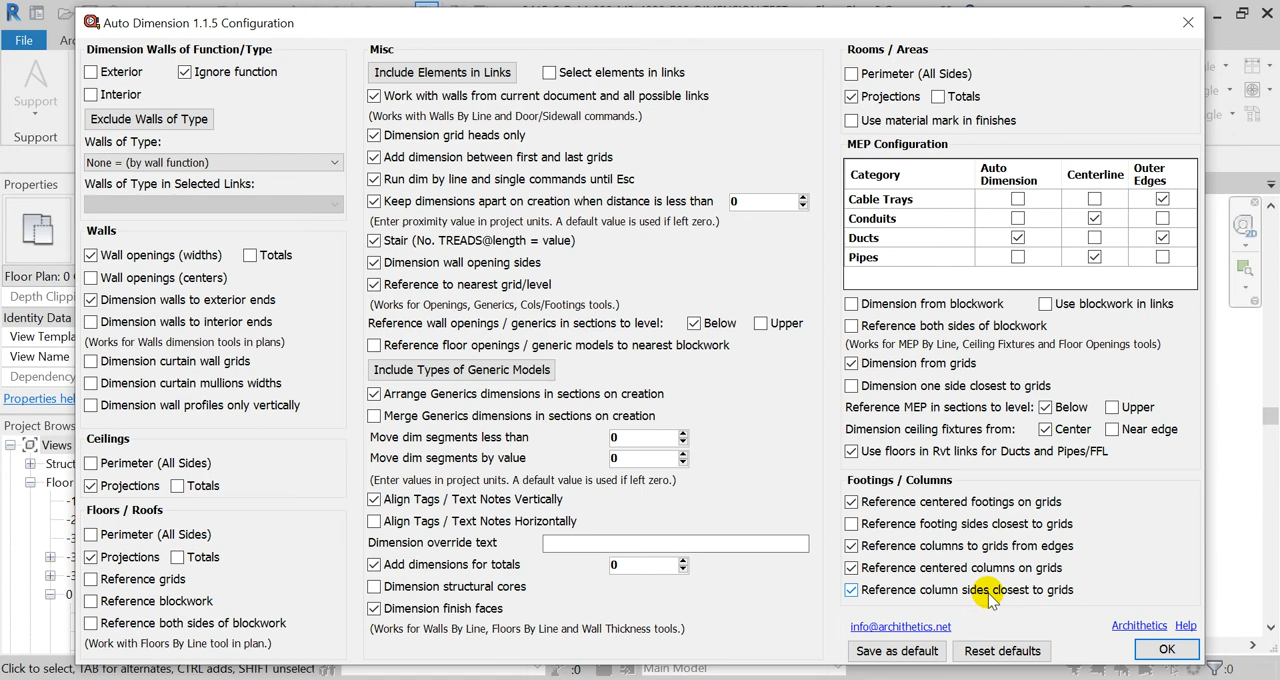 Auto Dimension 1.1.5 Configuration
File
Support
Support
Properties
Floor Plan: 0
Depth Clippi
Identity Data
View Templa
View Name
Dependency
Properties hel
Project Brows
Views
Struct
Floor
Dimension Walls of Function/Type
Exterior
Ignore function
Interior
Exclude Walls of Type
Walls of Type:
None = (by wall function)
Walls of Type in Selected Links:
Walls
Wall openings (widths)
Totals
Wall openings (centers)
Dimension walls to exterior ends
Dimension walls to interior ends
(Works for Walls dimension tools in plans)
Dimension curtain wall grids
Dimension curtain mullions widths
Dimension wall profiles only vertically
Ceilings
Perimeter (All Sides)
Projections
Totals
Floors / Roofs
Perimeter (All Sides)
Projections
Totals
Reference grids
Reference blockwork
Reference both sides of blockwork
(Work with Floors By Line tool in plan.)
Misc
Include Elements in Links
Select elements in links
Work with walls from current document and all possible links
(Works with Walls By Line and Door/Sidewall commands.)
Dimension grid heads only
Add dimension between first and last grids
Run dim by line and single commands until Esc
Keep dimensions apart on creation when distance is less than
0
(Enter proximity value in project units. A default value is used if left zero.)
Stair (No. TREADS@length = value)
Dimension wall opening sides
Reference to nearest grid/level
(Works for Openings, Generics, Cols/Footings tools.)
Reference wall openings / generics in sections to level:
Below
Upper
Reference floor openings / generic models to nearest blockwork
Include Types of Generic Models
Arrange Generics dimensions in sections on creation
Merge Generics dimensions in sections on creation
Move dim segments less than
0
Move dim segments by value
0
(Enter values in project units. A default value is used if left zero.)
Align Tags / Text Notes Vertically
Align Tags / Text Notes Horizontally
Dimension override text
Add dimensions for totals
0
Dimension structural cores
Dimension finish faces
(Works for Walls By Line, Floors By Line and Wall Thickness tools.)
Rooms / Areas
Perimeter (All Sides)
Projections
Totals
Use material mark in finishes
MEP Configuration
Category
Auto Dimension
Centerline
Outer Edges
Cable Trays
Conduits
Ducts
Pipes
Dimension from blockwork
Use blockwork in links
Reference both sides of blockwork
(Works for MEP By Line, Ceiling Fixtures and Floor Openings tools)
Dimension from grids
Dimension one side closest to grids
Reference MEP in sections to level:
Below
Upper
Dimension ceiling fixtures from:
Center
Near edge
Use floors in Rvt links for Ducts and Pipes/FFL
Footings / Columns
Reference centered footings on grids
Reference footing sides closest to grids
Reference columns to grids from edges
Reference centered columns on grids
Reference column sides closest to grids
info@archithetics.net
Archithetics
Help
Save as default
Reset defaults
OK
Click to select, TAB for alternates, CTRL adds, SHIFT unselect
:0
Main Model
:0